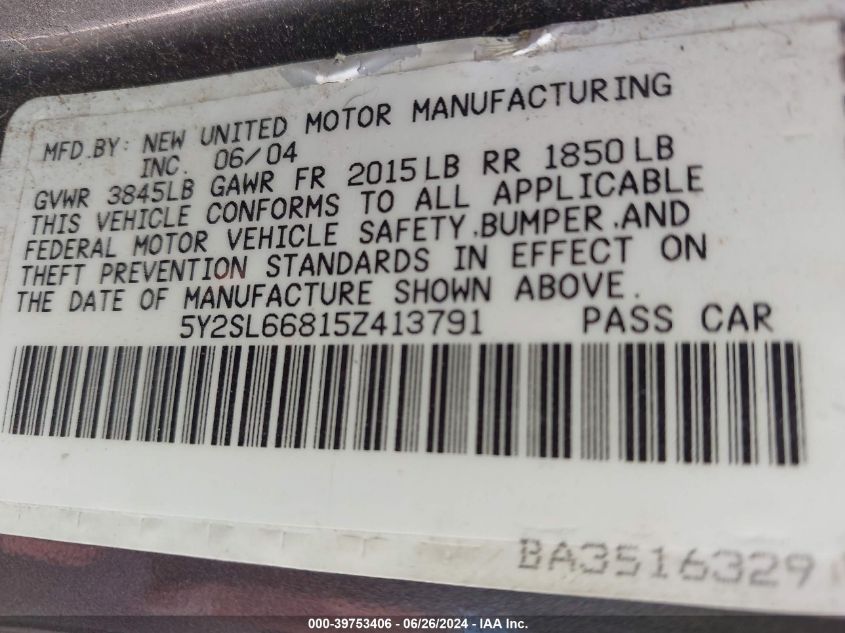 MFD.BY: NEW UNITED MOTOR MANUFACTURING
INC. 06/04
GVWR 3845LB GAWR FR 2015LB RR 1850LB
THIS VEHICLE CONFORMS TO ALL APPLICABLE
FEDERAL MOTOR VEHICLE SAFETY,BUMPER,AND
THEFT PREVENTION STANDARDS IN EFFECT ON
THE DATE OF MANUFACTURE SHOWN ABOVE.
5Y2SL66815Z413791 PASS CAR
BA3516329
000-39753406 - 06/26/2024 - IAA Inc.